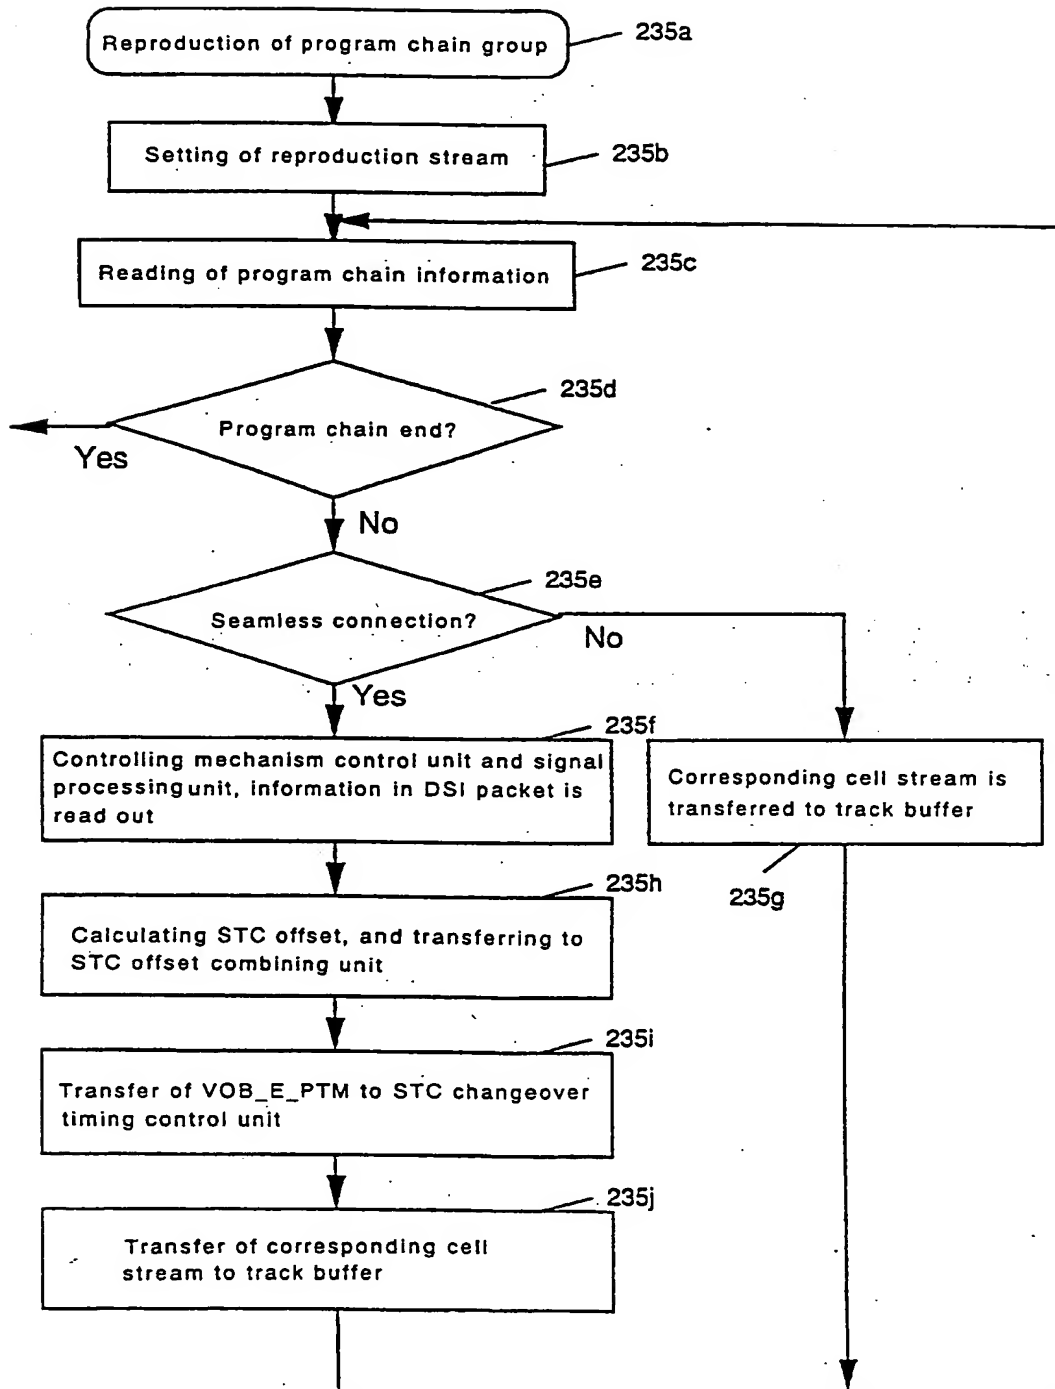 Reproduction of program chain group
235a
Setting of reproduction stream
235b
Reading of program chain information
235c
235d
Program chain end?
Yes
No
235e
Seamless connection?
No
Yes
235f
Controlling mechanism control unit and signal
processing unit, information in DSI packet is
read out
Corresponding cell stream is
transferred to track buffer
235g
235h
Calculating STC offset, and transferring to
STC offset combining unit
235i
Transfer of VOB_E_PTM to STC changeover
timing control unit
235j
Transfer of corresponding cell
stream to track buffer